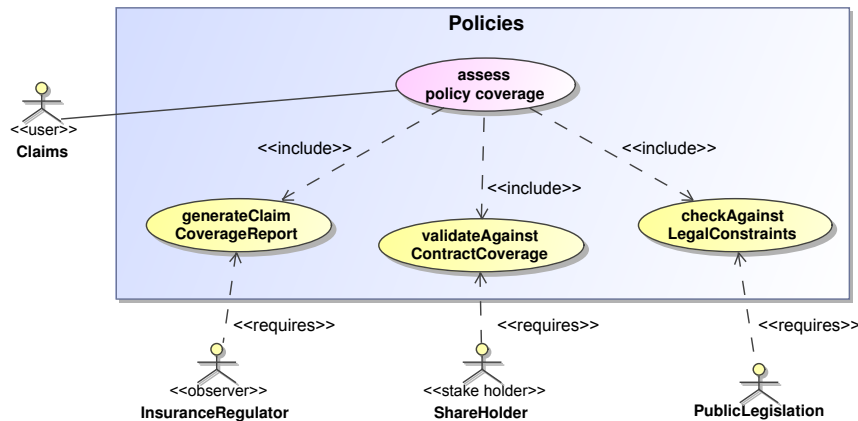 Policies
assess
policy coverage
<<user>>
Claims
<<include>>
<<include>>
<<include>>
generateClaim
CoverageReport
validateAgainst
ContractCoverage
checkAgainst
LegalConstraints
<<requires>>
<<requires>>
<<requires>>
<<observer>>
InsuranceRegulator
<<stake holder>>
ShareHolder
PublicLegislation